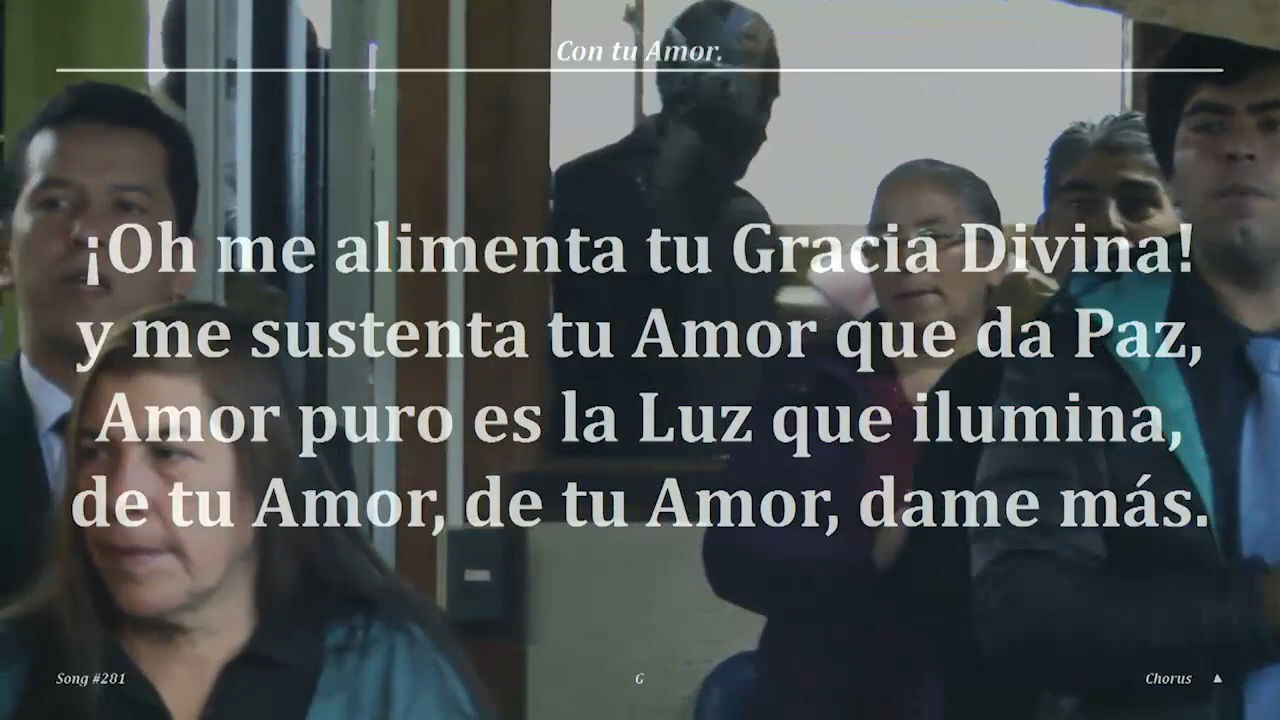 Con tu Amor.
¡Oh me alimenta tu Gracia Divina!
y me sustenta tu Amor que da Paz,
Amor puro es la Luz que ilumina,
de tu Amor, de tu Amor, dame más.
Song #281
G
Chorus ▲